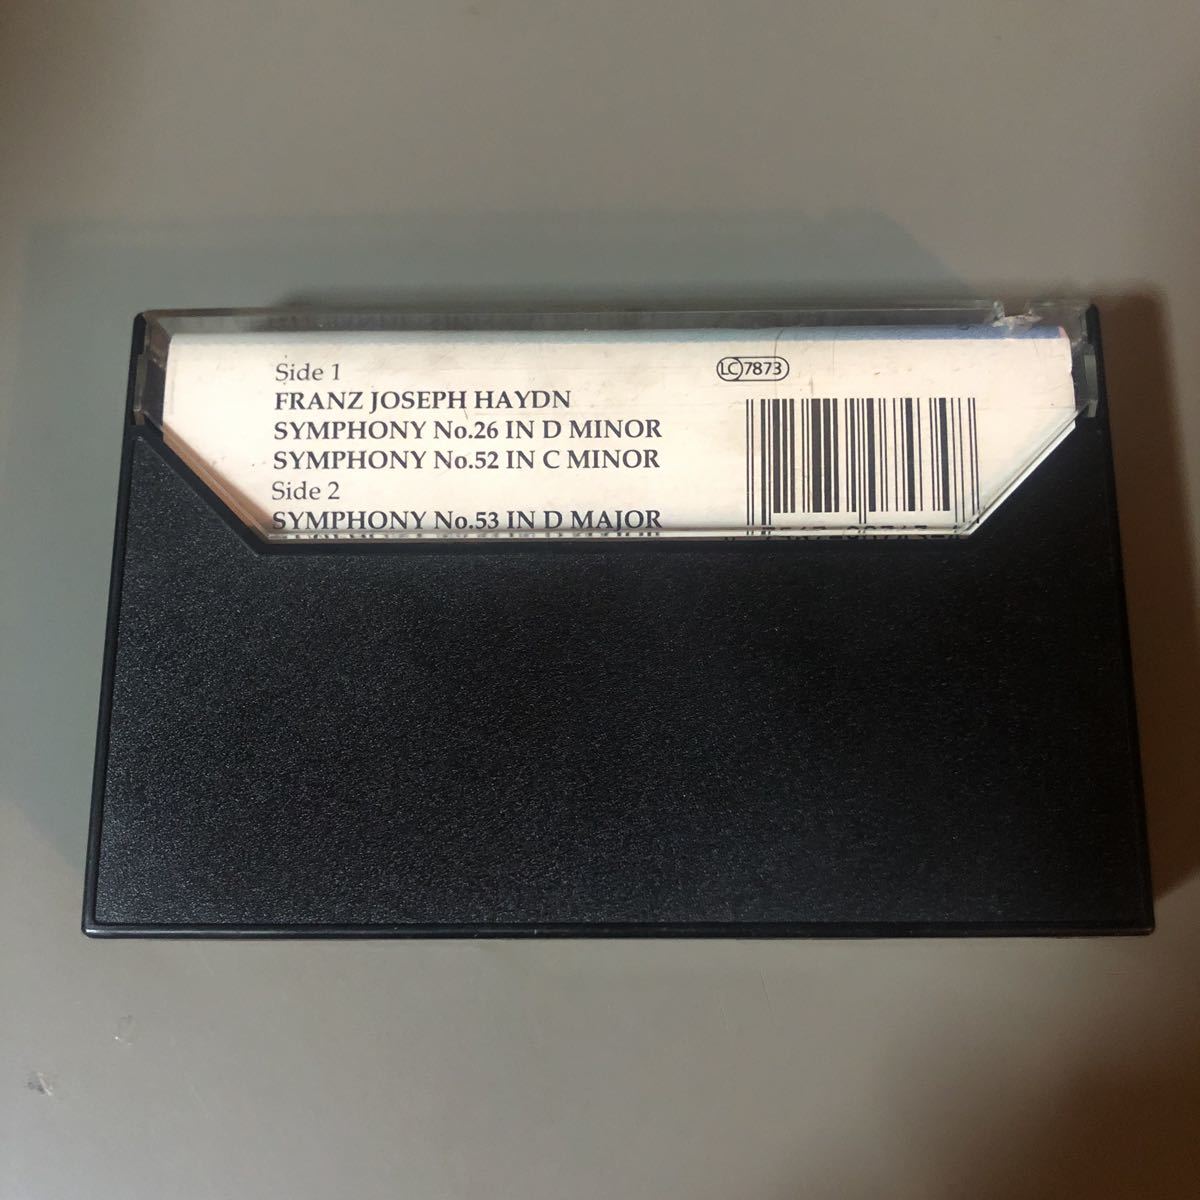 Side 1
FRANZ JOSEPH HAYDN
SYMPHONY No.26 IN D MINOR
SYMPHONY No.52 IN C MINOR
Side 2
SYMPHONY No.53 IN D MAJOR
LC 7873